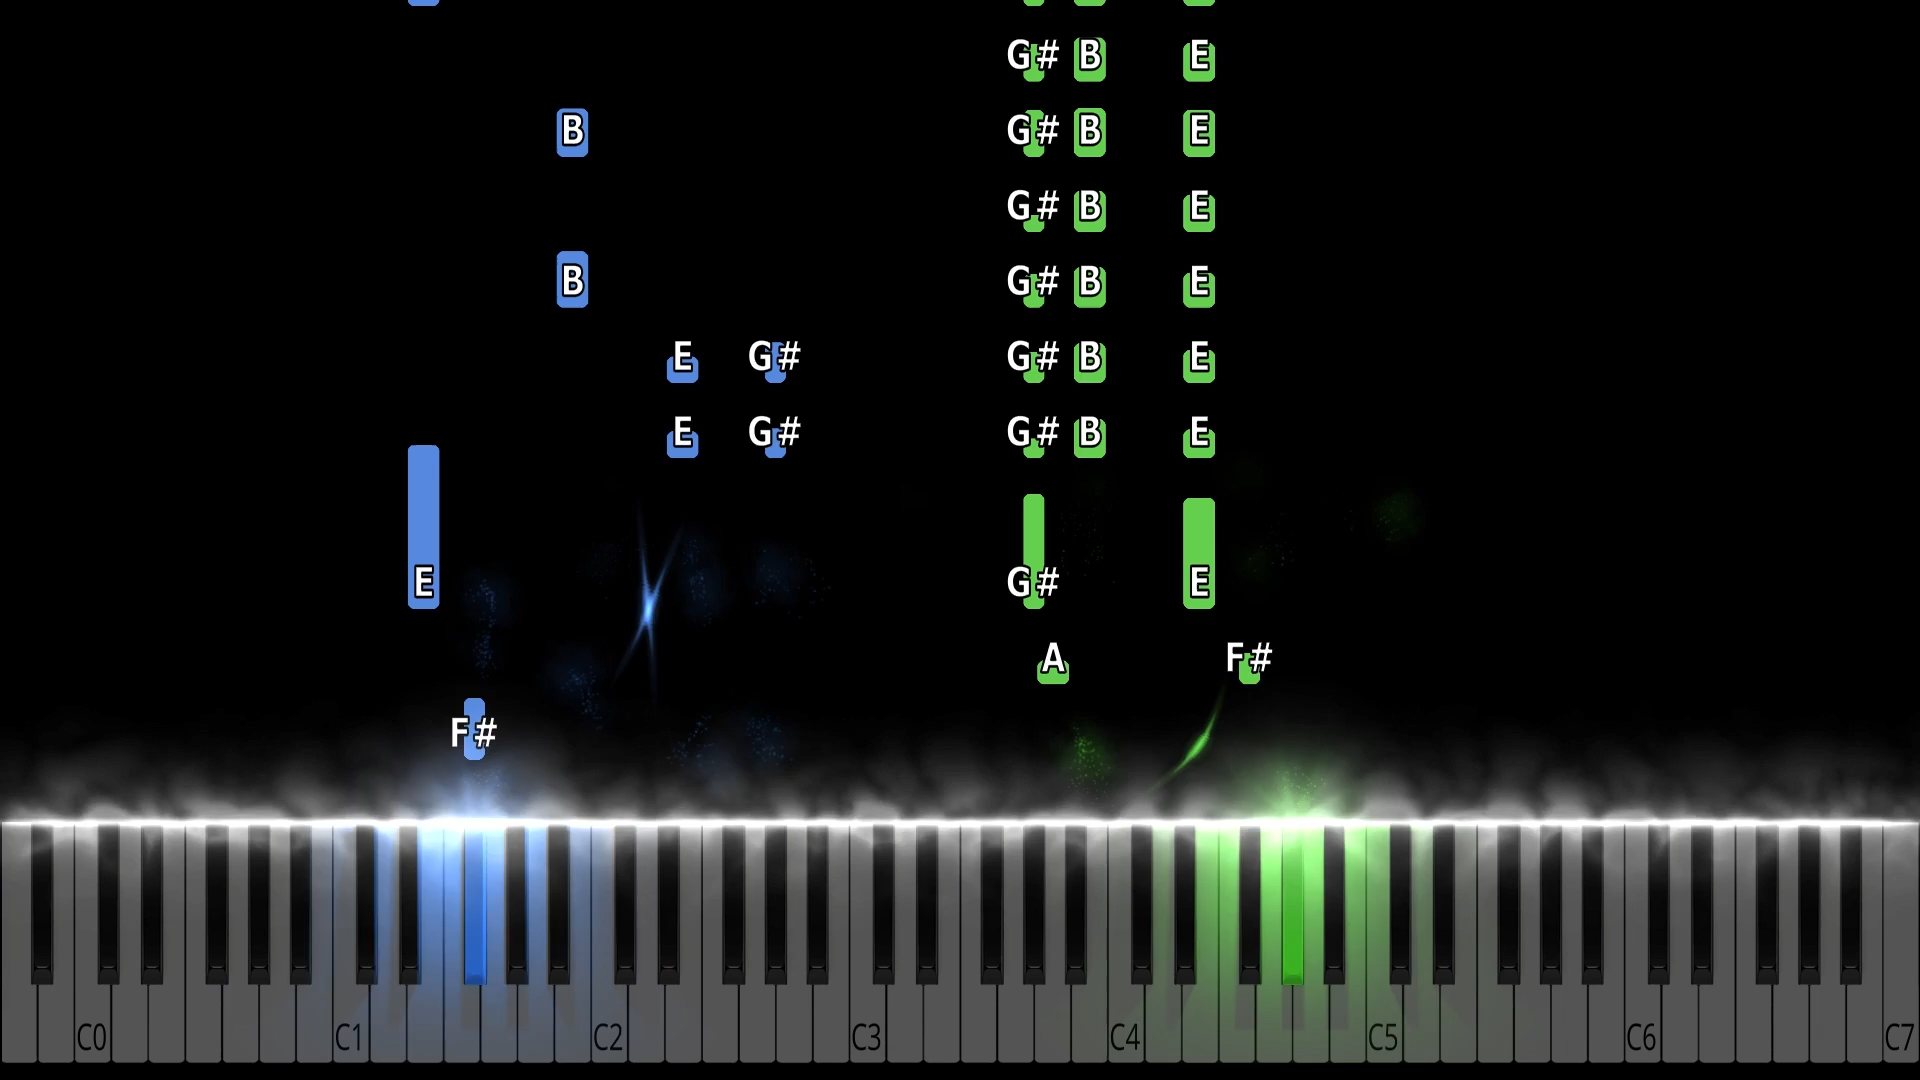 G# B E
B G# B E
G# B E
B G# B E
E G# G# B E
E G# G# B E
E G# E
A F#
F#
C0 C1 C2 C3 C4 C5 C6 C7